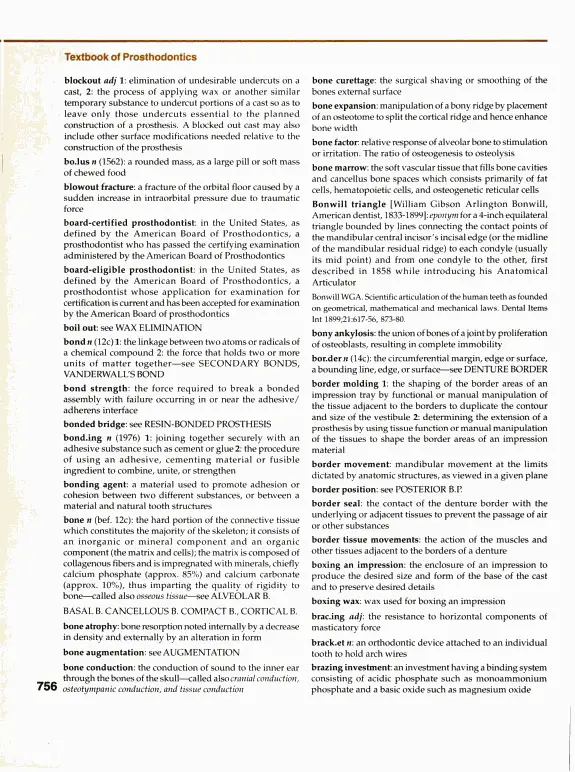 Textbook of Prosthodontics
blockout adj 1: elimination of undesirable undercuts on a
cast, 2: the process of applying wax or another similar
temporary substance to undercut portions of a cast so as to
leave only those undercuts essential to the planned
construction of a prosthesis. A blocked out cast may also
include other surface modifications needed relative to the
construction of the prosthesis
bo.lus n (1562): a rounded mass, as a large pill or soft mass
of chewed food
blowout fracture: a fracture of the orbital floor caused by a
sudden increase in intraorbital pressure due to traumatic
force
board-certified prosthodontist: in the United States, as
defined by the American Board of Prosthodontics, a
prosthodontist who has passed the certifying examination
administered by the American Board of Prosthodontics
board-eligible prosthodontist: in the United States, as
defined by the American Board of Prosthodontics, a
prosthodontist whose application for examination for
certification is current and has been accepted for examination
by the American Board of prosthodontics
boil out: see WAX ELIMINATION
bond n (12c) 1: the linkage between two atoms or radicals of
a chemical compound 2: the force that holds two or more
units of matter together—see SECONDARY BONDS,
VANDERWALL'S BOND
bond strength: the force required to break a bonded
assembly with failure occurring in or near the adhesive/
adherens interface
bonded bridge: see RESIN-BONDED PROSTHESIS
bond.ing n (1976) 1: joining together securely with an
adhesive substance such as cement or glue 2: the procedure
of using an adhesive, cementing material or fusible
ingredient to combine, unite, or strengthen
bonding agent: a material used to promote adhesion or
cohesion between two different substances, or between a
material and natural tooth structures
bone n (bef. 12c): the hard portion of the connective tissue
which constitutes the majority of the skeleton; it consists of
an inorganic or mineral component and an organic
component (the matrix and cells); the matrix is composed of
collagenous fibers and is impregnated with minerals, chiefly
calcium phosphate (approx. 85%) and calcium carbonate
(approx. 10%), thus imparting the quality of rigidity to
bone—called also osseous tissue—see ALVEOLAR B.
BASAL B. CANCELLOUS B. COMPACT B., CORTICAL B.
bone atrophy: bone resorption noted internally by a decrease
in density and externally by an alteration in form
bone augmentation: see AUGMENTATION
bone conduction: the conduction of sound to the inner ear
through the bones of the skull—called also cranial conduction,
osteotympanic conduction, and tissue conduction
756
bone curettage: the surgical shaving or smoothing of the
bones external surface
bone expansion: manipulation of a bony ridge by placement
of an osteotome to split the cortical ridge and hence enhance
bone width
bone factor: relative response of alveolar bone to stimulation
or irritation. The ratio of osteogenesis to osteolysis
bone marrow: the soft vascular tissue that fills bone cavities
and cancellus bone spaces which consists primarily of fat
cells, hematopoietic cells, and osteogenetic reticular cells
Bonwill triangle [William Gibson Arlington Bonwill,
American dentist, 1833-1899]: eponym for a 4-inch equilateral
triangle bounded by lines connecting the contact points of
the mandibular central incisor's incisal edge (or the midline
of the mandibular residual ridge) to each condyle (usually
its mid point) and from one condyle to the other, first
described in 1858 while introducing his Anatomical
Articulator
Bonwill WGA. Scientific articulation of the human teeth as founded
on geometrical, mathematical and mechanical laws. Dental Items
Int 1899;21:617-56, 873-80.
bony ankylosis: the union of bones of a joint by proliferation
of osteoblasts, resulting in complete immobility
bor.der n (14c): the circumferential margin, edge or surface,
a bounding line, edge, or surface—see DENTURE BORDER
border molding 1: the shaping of the border areas of an
impression tray by functional or manual manipulation of
the tissue adjacent to the borders to duplicate the contour
and size of the vestibule 2: determining the extension of a
prosthesis by using tissue function or manual manipulation
of the tissues to shape the border areas of an impression
material
border movement: mandibular movement at the limits
dictated by anatomic structures, as viewed in a given plane
border position: see POSTERIOR B.P.
border seal: the contact of the denture border with the
underlying or adjacent tissues to prevent the passage of air
or other substances
border tissue movements: the action of the muscles and
other tissues adjacent to the borders of a denture
boxing an impression: the enclosure of an impression to
produce the desired size and form of the base of the cast
and to preserve desired details
boxing wax: wax used for boxing an impression
brac.ing adj: the resistance to horizontal components of
masticatory force
brack.et n: an orthodontic device attached to an individual
tooth to hold arch wires
brazing investment: an investment having a binding system
consisting of acidic phosphate such as monoammonium
phosphate and a basic oxide such as magnesium oxide